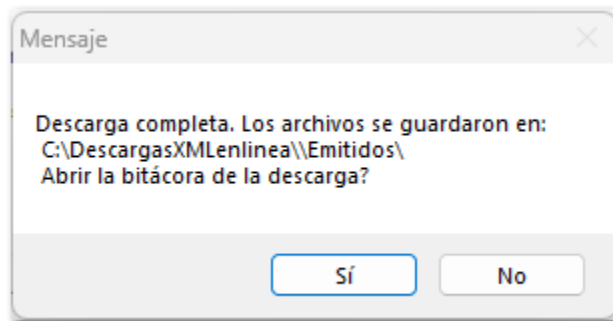 Mensaje
Descarga completa. Los archivos se guardaron en:
C:\DescargasXMLenlinea\\Emitidos\
Abrir la bitácora de la descarga?
Sí
No